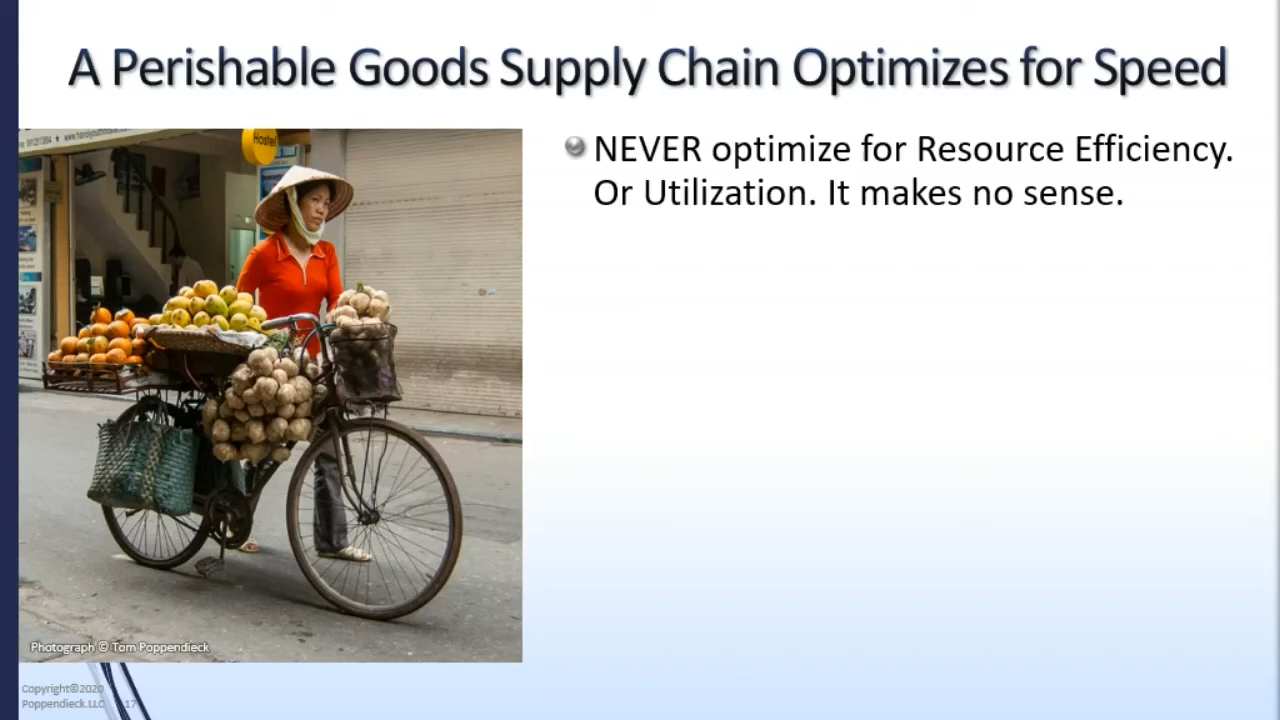 A Perishable Goods Supply Chain Optimizes for Speed
Hostel
NEVER optimize for Resource Efficiency.
Or Utilization. It makes no sense.
Photograph © Tom Poppendieck
Copyright©2020
Poppendieck.LLC 17